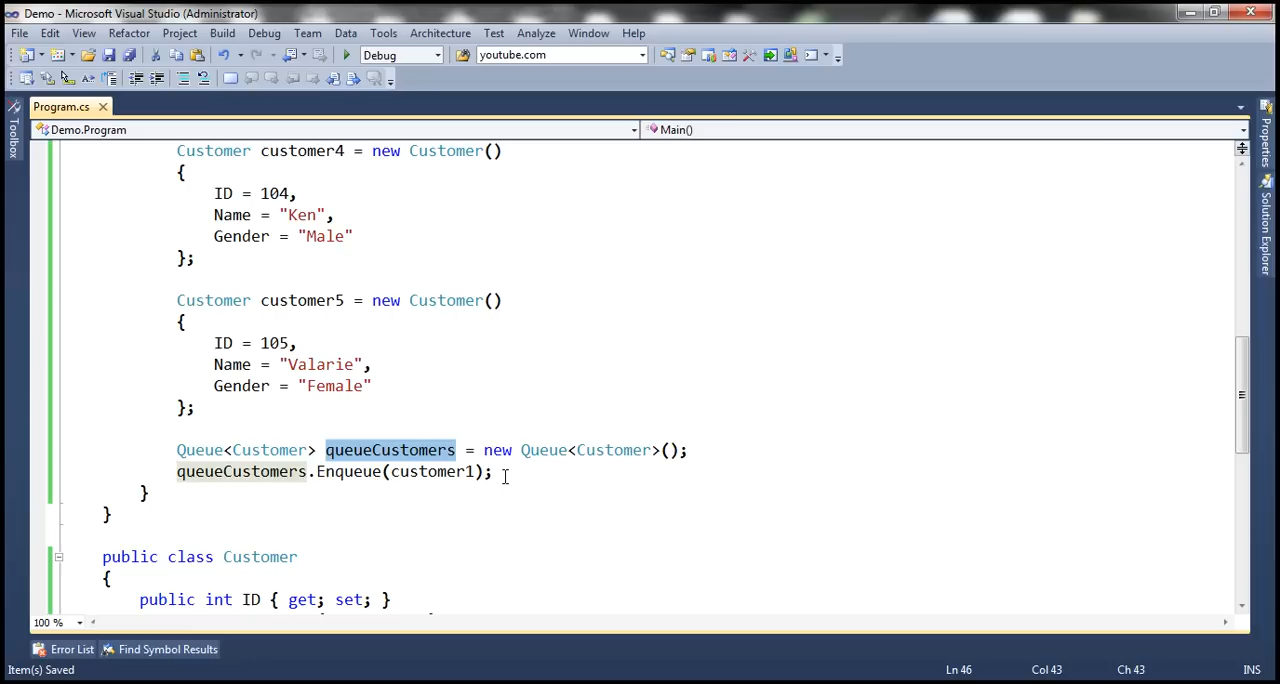 Demo - Microsoft Visual Studio (Administrator)
File Edit View Refactor Project Build Debug Team Data Tools Architecture Test Analyze Window Help
Debug youtube.com
Program.cs
Demo.Program Main()
Toolbox
Properties
Solution Explorer
Customer customer4 = new Customer()
{
ID = 104,
Name = "Ken",
Gender = "Male"
};
Customer customer5 = new Customer()
{
ID = 105,
Name = "Valarie",
Gender = "Female"
};
Queue<Customer> queueCustomers = new Queue<Customer>();
queueCustomers.Enqueue(customer1);
}
}
public class Customer
{
public int ID { get; set; }
100 %
Error List Find Symbol Results
Item(s) Saved Ln 46 Col 43 Ch 43 INS